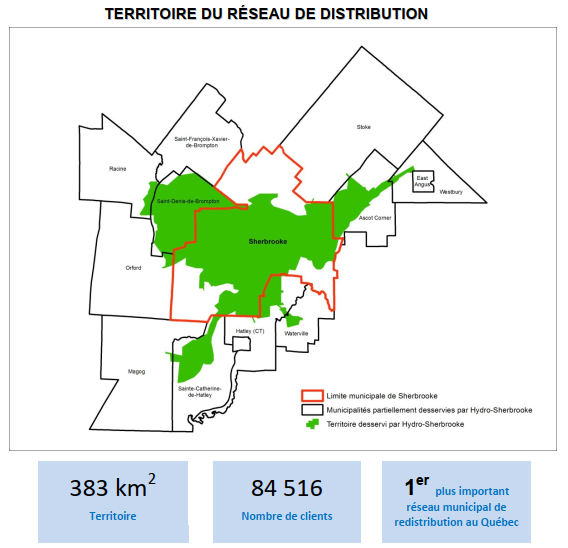 TERRITOIRE DU RÉSEAU DE DISTRIBUTION
Stoke
Saint-François-Xavier-
de-Brompton
Racine
East
Angus
Westbury
Saint-Denis-de-Brompton
Ascot Corner
Sherbrooke
Orford
Hatley (CT)
Waterville
Magog
Sainte-Catherine-
de-Hatley
Limite municipale de Sherbrooke
Municipalités partiellement desservies par Hydro-Sherbrooke
Territoire desservi par Hydro-Sherbrooke
383 km²
Territoire
84 516
Nombre de clients
1er plus important
réseau municipal de
redistribution au Québec